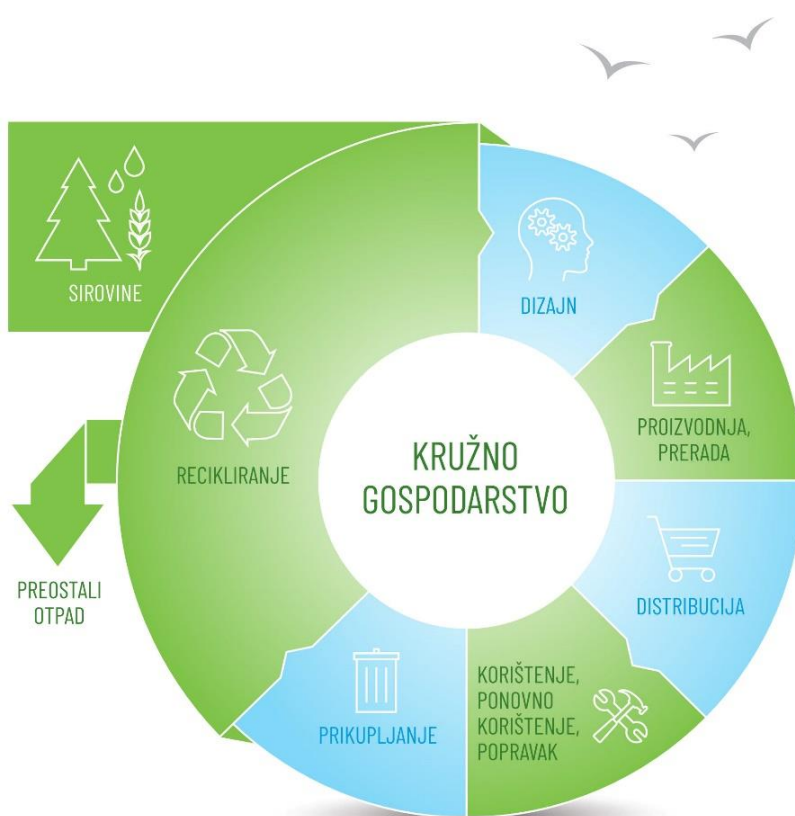 SIROVINE
DIZAJN
PROIZVODNJA,
PRERADA
DISTRIBUCIJA
KORIŠTENJE,
PONOVNO
KORIŠTENJE,
POPRAVAK
PRIKUPLJANJE
RECIKLIRANJE
PREOSTALI
OTPAD
KRUŽNO
GOSPODARSTVO